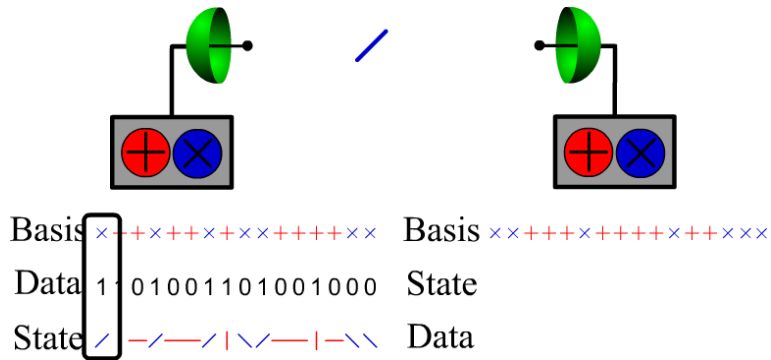 Basis ×++×++×+××++++××
Data 1101001101001000
State / —/——/|\/——|—\\
Basis ××+++×++++×++×××
State
Data